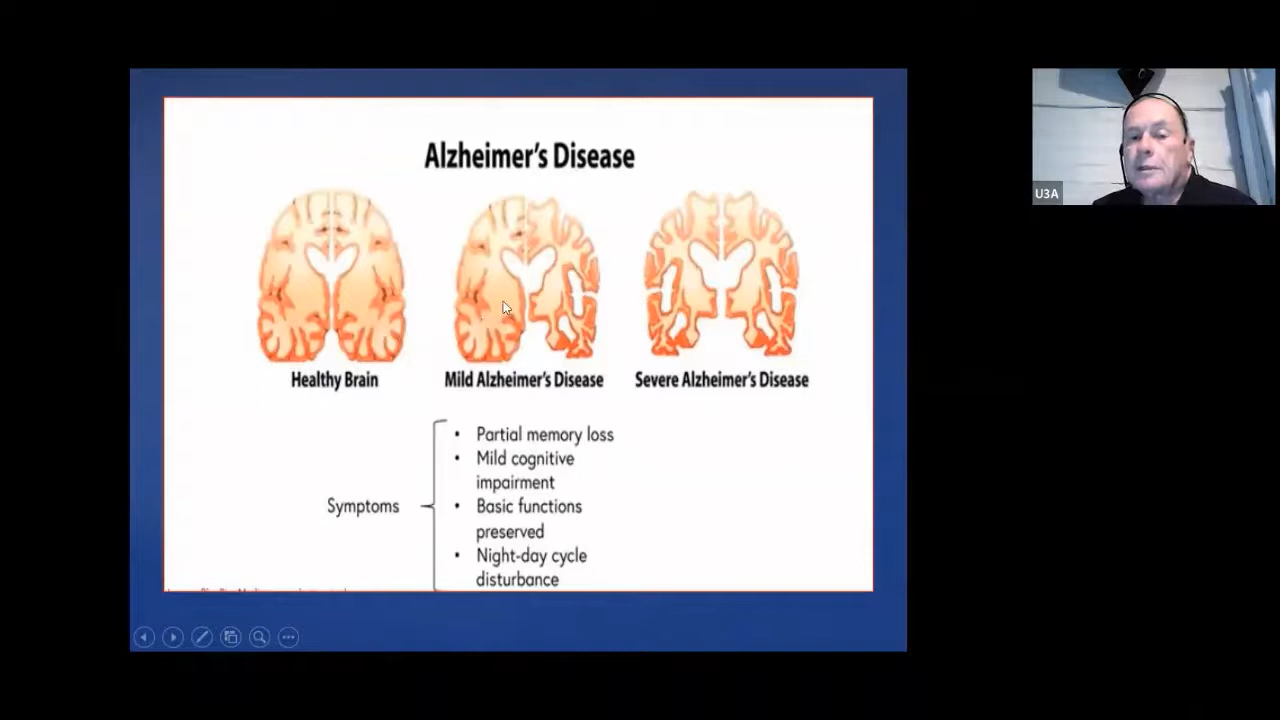 Alzheimer's Disease
Healthy Brain
Mild Alzheimer's Disease
Severe Alzheimer's Disease
Symptoms
• Partial memory loss
• Mild cognitive
impairment
• Basic functions
preserved
• Night-day cycle
disturbance
U3A